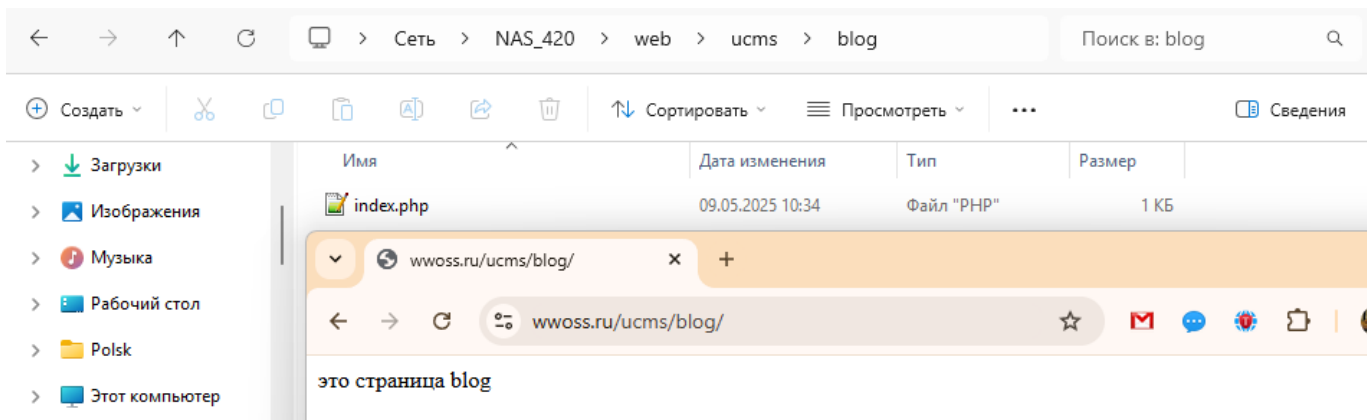 Сеть > NAS_420 > web > ucms > blog Поиск в: blog
Создать Сортировать Просмотреть ••• Сведения
Имя Дата изменения Тип Размер
Загрузки
index.php 09.05.2025 10:34 Файл "PHP" 1 КБ
Изображения
Музыка
Рабочий стол
Polsk
Этот компьютер
wwoss.ru/ucms/blog/
wwoss.ru/ucms/blog/
это страница blog